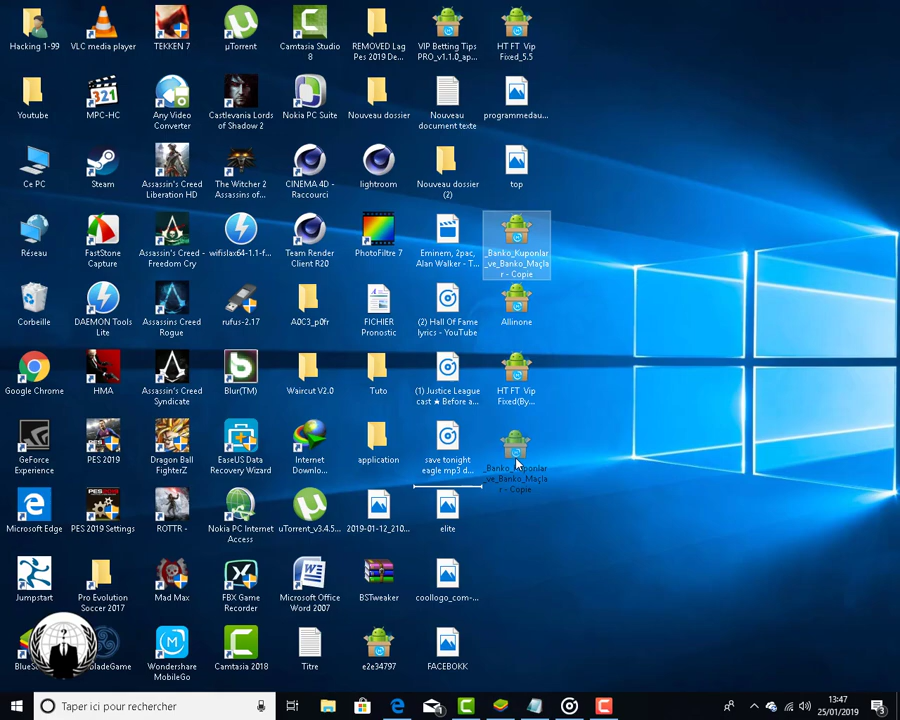 Hacking 1-99
VLC media player
TEKKEN 7
µTorrent
Camtasia Studio
8
REMOVED Lag
Pes 2019 De...
VIP Betting Tips
PRO_v1.1.0_ap...
HT FT Vip
Fixed_5.5
Youtube
MPC-HC
Any Video
Converter
Castlevania Lords
of Shadow 2
Nokia PC Suite
Nouveau dossier
Nouveau
document texte
programmedau...
Ce PC
Steam
Assassin's Creed
Liberation HD
The Witcher 2
Assassins of...
CINEMA 4D -
Raccourci
lightroom
Nouveau dossier
(2)
top
Réseau
FastStone
Capture
Assassin's Creed -
Freedom Cry
wifislax64-1.1-f...
Team Render
Client R20
PhotoFiltre 7
Eminem, 2pac,
Alan Walker - T...
_Banko_Kuponlar
_ve_Banko_Maçla
r - Copie
Corbeille
DAEMON Tools
Lite
Assassins Creed
Rogue
rufus-2.17
A0C3_p0fr
FICHIER
Pronostic
(2) Hall Of Fame
lyrics - YouTube
Allinone
Google Chrome
HMA
Assassin's Creed
Syndicate
Blur(TM)
Waircut V2.0
Tuto
(1) Justice League
cast ★ Before a...
HT FT Vip
Fixed(By...
GeForce
Experience
PES 2019
Dragon Ball
FighterZ
EaseUS Data
Recovery Wizard
Internet
Downlo...
application
save tonight
eagle mp3 d...
_Banko_Kuponlar
_ve_Banko_Maçla
r - Copie
Microsoft Edge
PES 2019 Settings
ROTTR -
Nokia PC Internet
Access
uTorrent_v3.4.5...
2019-01-12_210...
elite
Jumpstart
Pro Evolution
Soccer 2017
Mad Max
FBX Game
Recorder
Microsoft Office
Word 2007
BSTweaker
coollogo_com-...
Wondershare
MobileGo
Camtasia 2018
Titre
e2e34797
FACEBOKK
Taper ici pour rechercher
13:47
25/01/2019